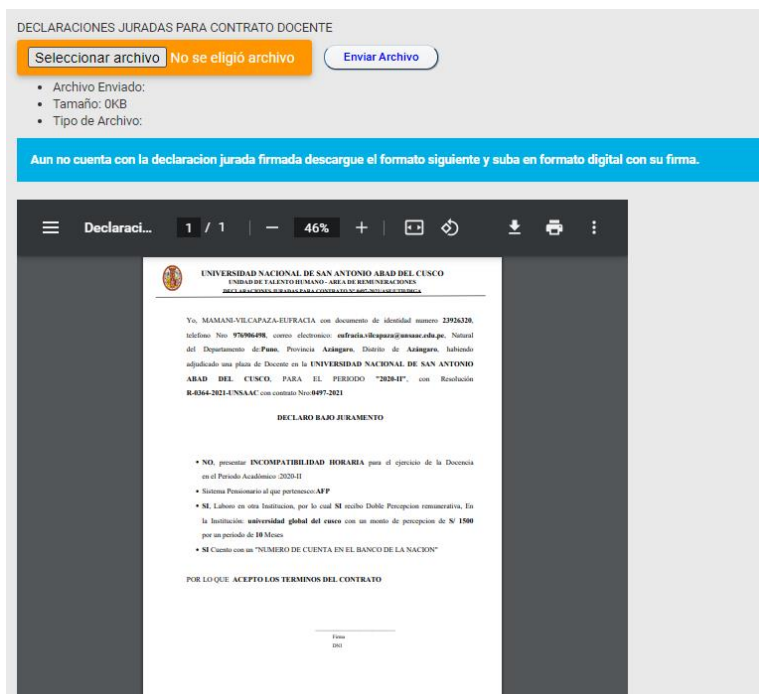 DECLARACIONES JURADAS PARA CONTRATO DOCENTE
Seleccionar archivo No se eligió archivo Enviar Archivo
• Archivo Enviado:
• Tamaño: 0KB
• Tipo de Archivo:
Aun no cuenta con la declaracion jurada firmada descargue el formato siguiente y suba en formato digital con su firma.
Declaraci... 1 / 1 | — 46% + |
UNIVERSIDAD NACIONAL DE SAN ANTONIO ABAD DEL CUSCO
UNIDAD DE TALENTO HUMANO - AREA DE REMUNERACIONES
DECLARACIONES JURADAS PARA CONTRATO Nº 0497-2021
Yo, MAMANI-VILCAPAZA-EUFRACIA con documento de identidad numero 23926320,
telefono Nro 976906498, correo electronico: eufracia.vilcapaza@unsaac.edu.pe, Natural
del Departamento de:Puno, Provincia Azángaro, Distrito de Azángaro, habiendo
adjudicado una plaza de Docente en la UNIVERSIDAD NACIONAL DE SAN ANTONIO
ABAD DEL CUSCO, PARA EL PERIODO "2020-II", con Resolución
R-0364-2021-UNSAAC con contrato Nro:0497-2021
DECLARO BAJO JURAMENTO
• NO, presentar INCOMPATIBILIDAD HORARIA para el ejercicio de la Docencia
en el Periodo Académico :2020-II
• Sistema Pensionario al que pertenesco:AFP
• SI, Laboro en otra Institucion, por lo cual SI recibo Doble Percepcion remunerativa, En
la Institución: universidad global del cusco con un monto de percepcion de S/ 1500
por un periodo de 10 Meses
• SI Cuento con un "NUMERO DE CUENTA EN EL BANCO DE LA NACION"
POR LO QUE ACEPTO LOS TERMINOS DEL CONTRATO
Firma
DNI